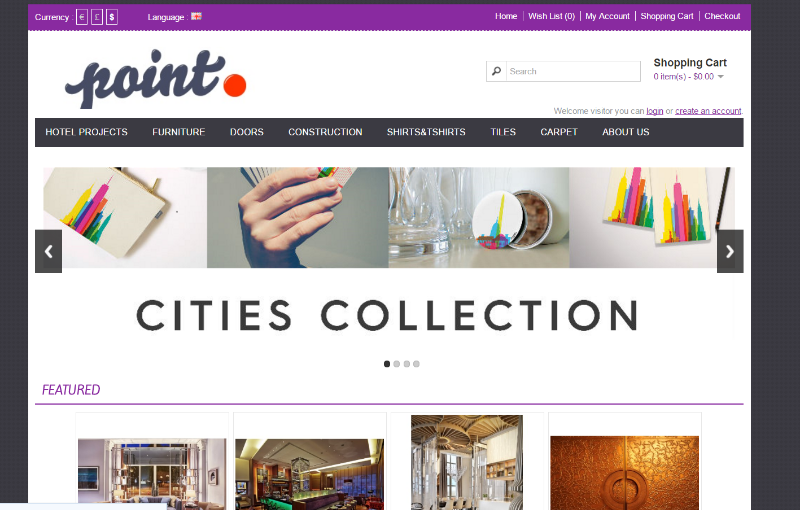 Currency : € £ $ Language :
Home Wish List (0) My Account Shopping Cart Checkout
point.
Search
Shopping Cart
0 item(s) - $0.00
Welcome visitor you can login or create an account.
HOTEL PROJECTS FURNITURE DOORS CONSTRUCTION SHIRTS&TSHIRTS TILES CARPET ABOUT US
CITIES COLLECTION
FEATURED